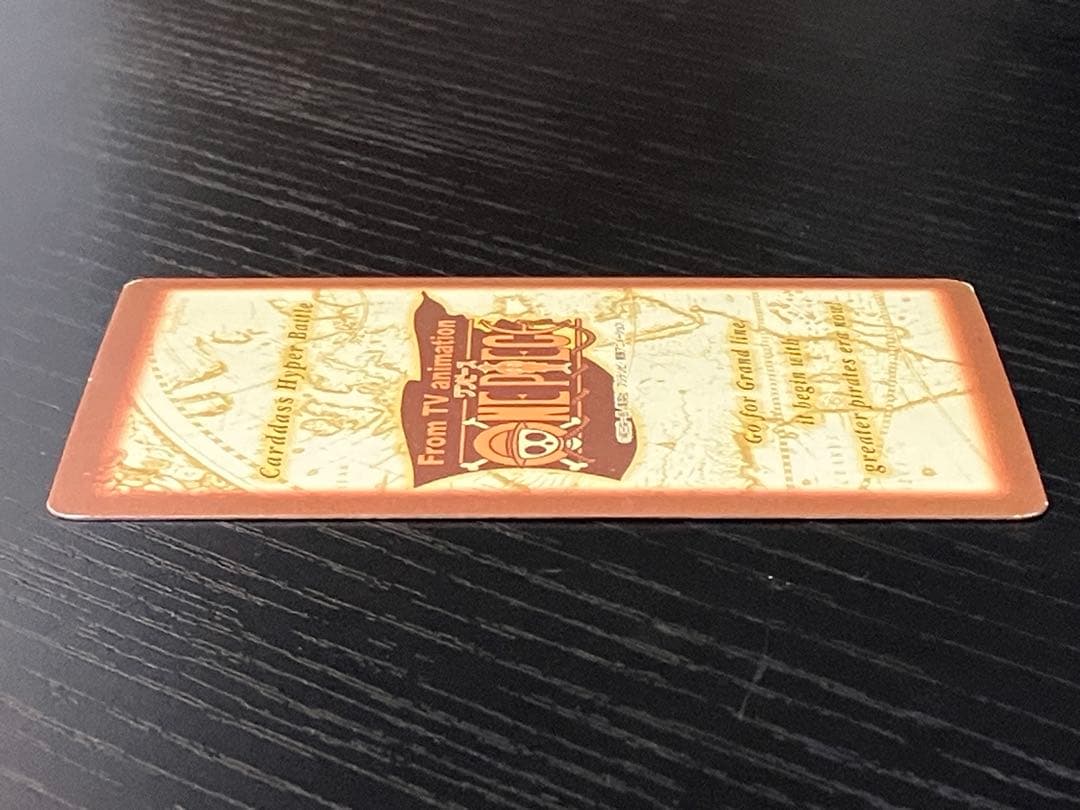 Carddass Hyper Battle
From TV animation
ワンピース
ONE PIECE
Go for Grand line
it begin with
greater pirates era now!